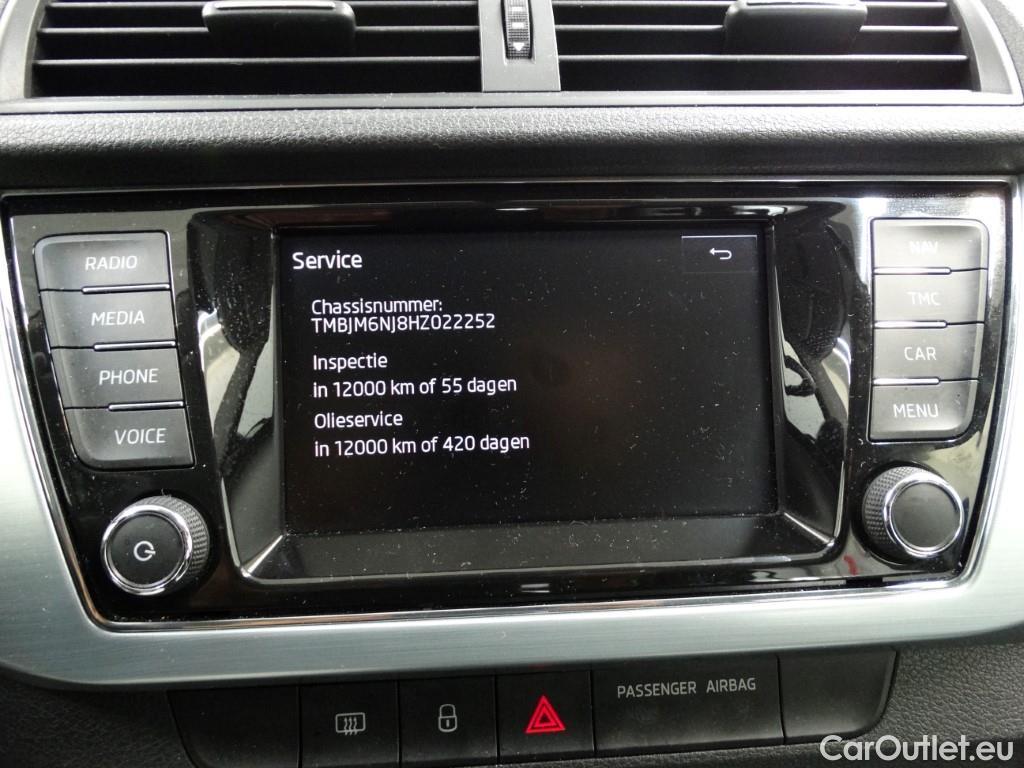 Service
Chassisnummer:
TMBJM6NJ8HZ022252
Inspectie
in 12000 km of 55 dagen
Olieservice
in 12000 km of 420 dagen
RADIO
MEDIA
PHONE
VOICE
NAV
TMC
CAR
MENU
PASSENGER AIRBAG
CarOutlet.eu